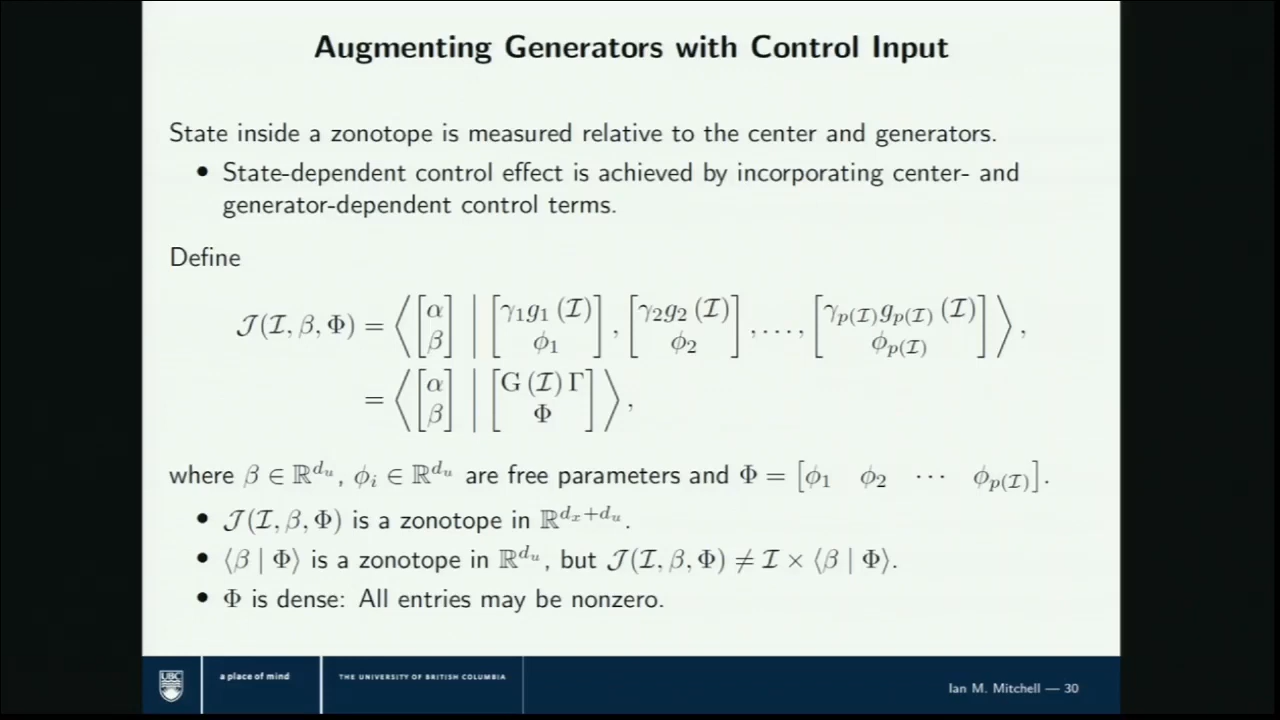 Augmenting Generators with Control Input
State inside a zonotope is measured relative to the center and generators.
• State-dependent control effect is achieved by incorporating center- and
generator-dependent control terms.
Define
𝒥(ℐ, β, Φ) = ⟨ [α; β] | [γ₁g₁ (ℐ); ϕ₁], [γ₂g₂ (ℐ); ϕ₂], . . . , [γ_{p(ℐ)}g_{p(ℐ)} (ℐ); ϕ_{p(ℐ)}] ⟩,
= ⟨ [α; β] | [G (ℐ) Γ; Φ] ⟩,
where β ∈ ℝ^{d_u}, ϕ_i ∈ ℝ^{d_u} are free parameters and Φ = [ϕ₁ ϕ₂ ⋯ ϕ_{p(ℐ)}].
• 𝒥(ℐ, β, Φ) is a zonotope in ℝ^{d_x+d_u}.
• ⟨β | Φ⟩ is a zonotope in ℝ^{d_u}, but 𝒥(ℐ, β, Φ) ≠ ℐ × ⟨β | Φ⟩.
• Φ is dense: All entries may be nonzero.
UBC
a place of mind
THE UNIVERSITY OF BRITISH COLUMBIA
Ian M. Mitchell — 30